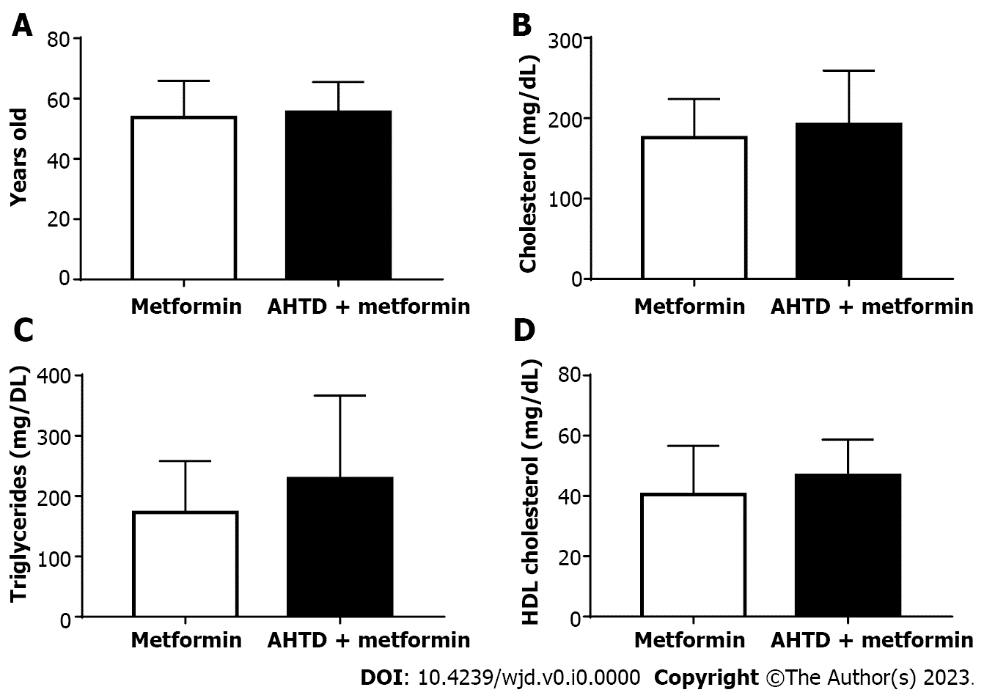 A
Years old
80
60
40
20
0
Metformin
AHTD + metformin
B
Cholesterol (mg/dL)
300
200
100
0
Metformin
AHTD + metformin
C
Triglycerides (mg/DL)
400
300
200
100
0
Metformin
AHTD + metformin
D
HDL cholesterol (mg/dL)
80
60
40
20
0
Metformin
AHTD + metformin
DOI: 10.4239/wjd.v0.i0.0000 Copyright ©The Author(s) 2023.